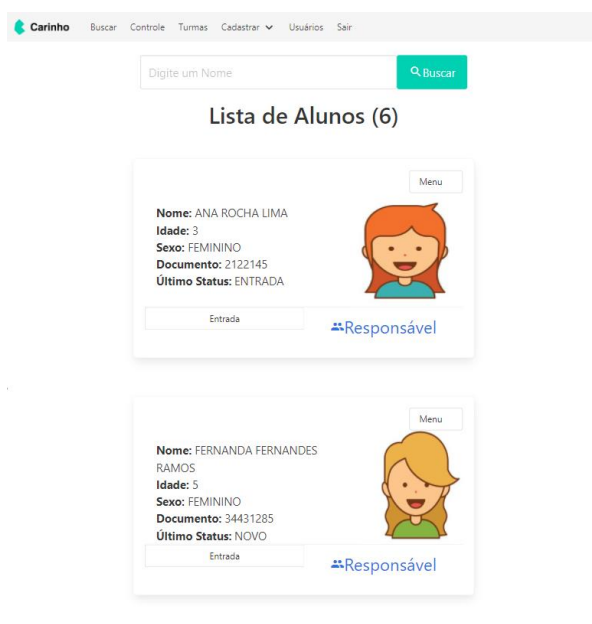 Carinho Buscar Controle Turmas Cadastrar Usuários Sair
Digite um Nome Buscar
Lista de Alunos (6)
Menu
Nome: ANA ROCHA LIMA
Idade: 3
Sexo: FEMININO
Documento: 2122145
Último Status: ENTRADA
Entrada Responsável
Menu
Nome: FERNANDA FERNANDES
RAMOS
Idade: 5
Sexo: FEMININO
Documento: 34431285
Último Status: NOVO
Entrada Responsável